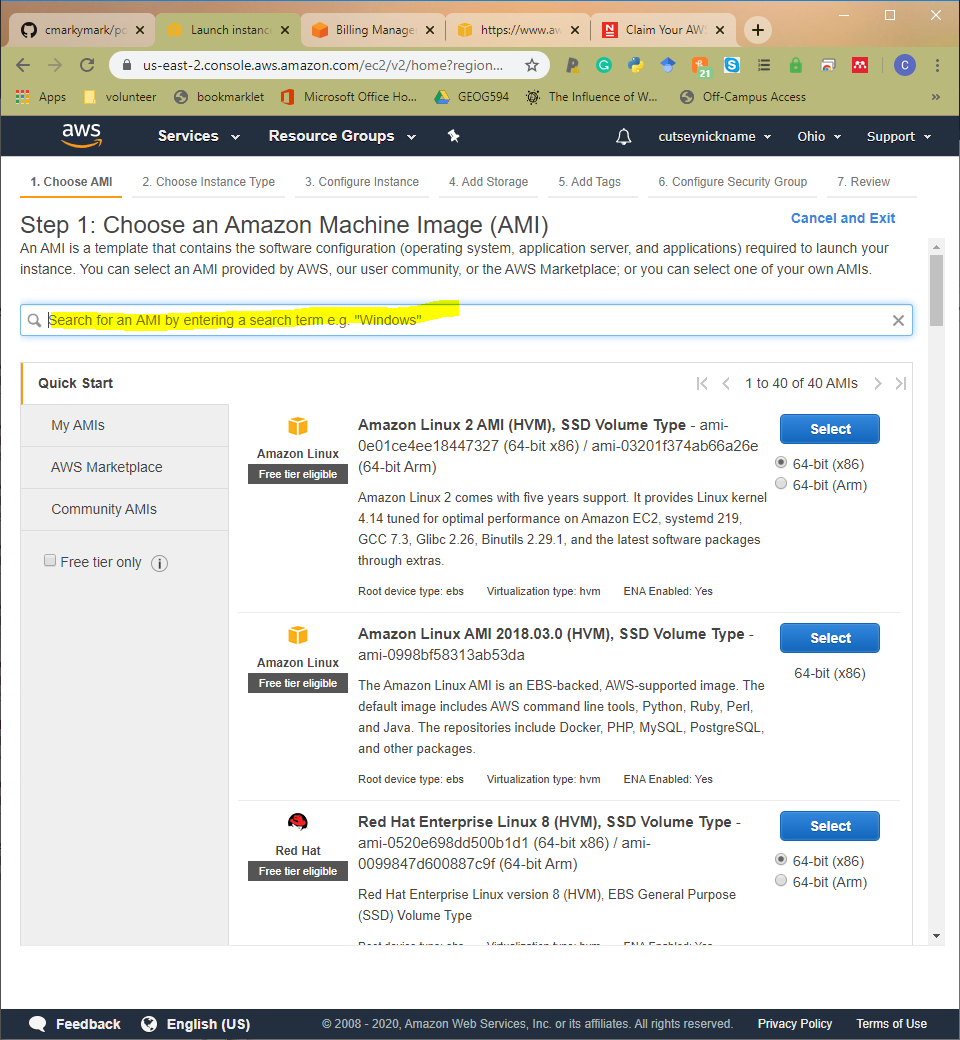 cmarkymark/po
Launch instanc
Billing Manage
https://www.aw
Claim Your AWS
us-east-2.console.aws.amazon.com/ec2/v2/home?region...
21
C
Apps
volunteer
bookmarklet
Microsoft Office Ho...
GEOG594
The Influence of W...
Off-Campus Access
»
aws
Services
Resource Groups
cutseynickname
Ohio
Support
1. Choose AMI
2. Choose Instance Type
3. Configure Instance
4. Add Storage
5. Add Tags
6. Configure Security Group
7. Review
Step 1: Choose an Amazon Machine Image (AMI)
Cancel and Exit
An AMI is a template that contains the software configuration (operating system, application server, and applications) required to launch your
instance. You can select an AMI provided by AWS, our user community, or the AWS Marketplace; or you can select one of your own AMIs.
Search for an AMI by entering a search term e.g. "Windows"
Quick Start
1 to 40 of 40 AMIs
My AMIs
AWS Marketplace
Community AMIs
Free tier only
Amazon Linux
Free tier eligible
Amazon Linux 2 AMI (HVM), SSD Volume Type - ami-
0e01ce4ee18447327 (64-bit x86) / ami-03201f374ab66a26e
(64-bit Arm)
Amazon Linux 2 comes with five years support. It provides Linux kernel
4.14 tuned for optimal performance on Amazon EC2, systemd 219,
GCC 7.3, Glibc 2.26, Binutils 2.29.1, and the latest software packages
through extras.
Root device type: ebs Virtualization type: hvm ENA Enabled: Yes
Select
64-bit (x86)
64-bit (Arm)
Amazon Linux
Free tier eligible
Amazon Linux AMI 2018.03.0 (HVM), SSD Volume Type -
ami-0998bf58313ab53da
The Amazon Linux AMI is an EBS-backed, AWS-supported image. The
default image includes AWS command line tools, Python, Ruby, Perl,
and Java. The repositories include Docker, PHP, MySQL, PostgreSQL,
and other packages.
Root device type: ebs Virtualization type: hvm ENA Enabled: Yes
Select
64-bit (x86)
Red Hat
Free tier eligible
Red Hat Enterprise Linux 8 (HVM), SSD Volume Type -
ami-0520e698dd500b1d1 (64-bit x86) / ami-
0099847d600887c9f (64-bit Arm)
Red Hat Enterprise Linux version 8 (HVM), EBS General Purpose
(SSD) Volume Type
Root device type: ebs Virtualization type: hvm ENA Enabled: Yes
Select
64-bit (x86)
64-bit (Arm)
Feedback
English (US)
© 2008 - 2020, Amazon Web Services, Inc. or its affiliates. All rights reserved.
Privacy Policy
Terms of Use